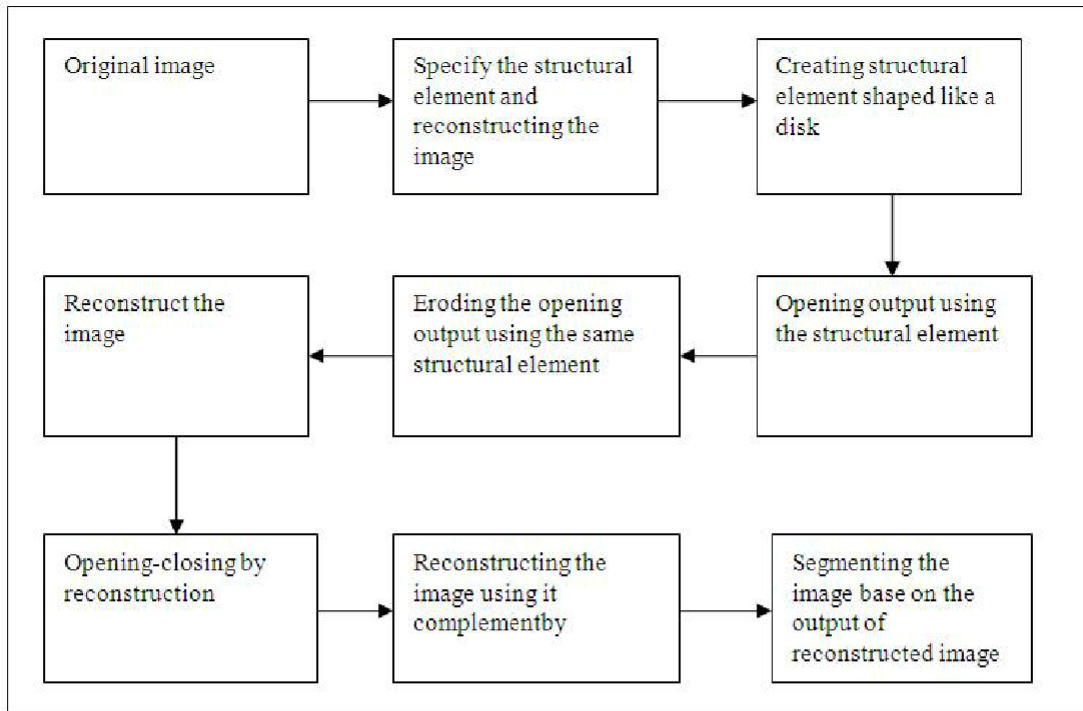 Original image
Specify the structural
element and
reconstructing the
image
Creating structural
element shaped like a
disk
Reconstruct the
image
Eroding the opening
output using the same
structural element
Opening output using
the structural element
Opening-closing by
reconstruction
Reconstructing the
image using it
complementby
Segmenting the
image base on the
output of
reconstructed image